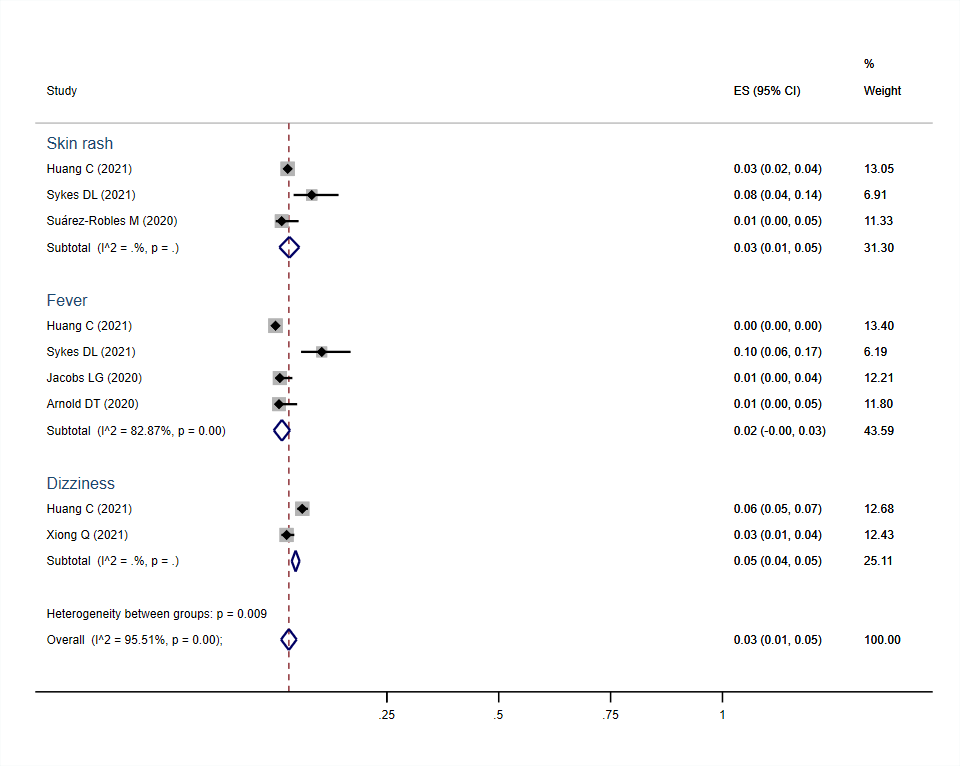 %
Study ES (95% CI) Weight
Skin rash
Huang C (2021) 0.03 (0.02, 0.04) 13.05
Sykes DL (2021) 0.08 (0.04, 0.14) 6.91
Suárez-Robles M (2020) 0.01 (0.00, 0.05) 11.33
Subtotal (I^2 = .%, p = .) 0.03 (0.01, 0.05) 31.30
Fever
Huang C (2021) 0.00 (0.00, 0.00) 13.40
Sykes DL (2021) 0.10 (0.06, 0.17) 6.19
Jacobs LG (2020) 0.01 (0.00, 0.04) 12.21
Arnold DT (2020) 0.01 (0.00, 0.05) 11.80
Subtotal (I^2 = 82.87%, p = 0.00) 0.02 (-0.00, 0.03) 43.59
Dizziness
Huang C (2021) 0.06 (0.05, 0.07) 12.68
Xiong Q (2021) 0.03 (0.01, 0.04) 12.43
Subtotal (I^2 = .%, p = .) 0.05 (0.04, 0.05) 25.11
Heterogeneity between groups: p = 0.009
Overall (I^2 = 95.51%, p = 0.00); 0.03 (0.01, 0.05) 100.00
.25 .5 .75 1